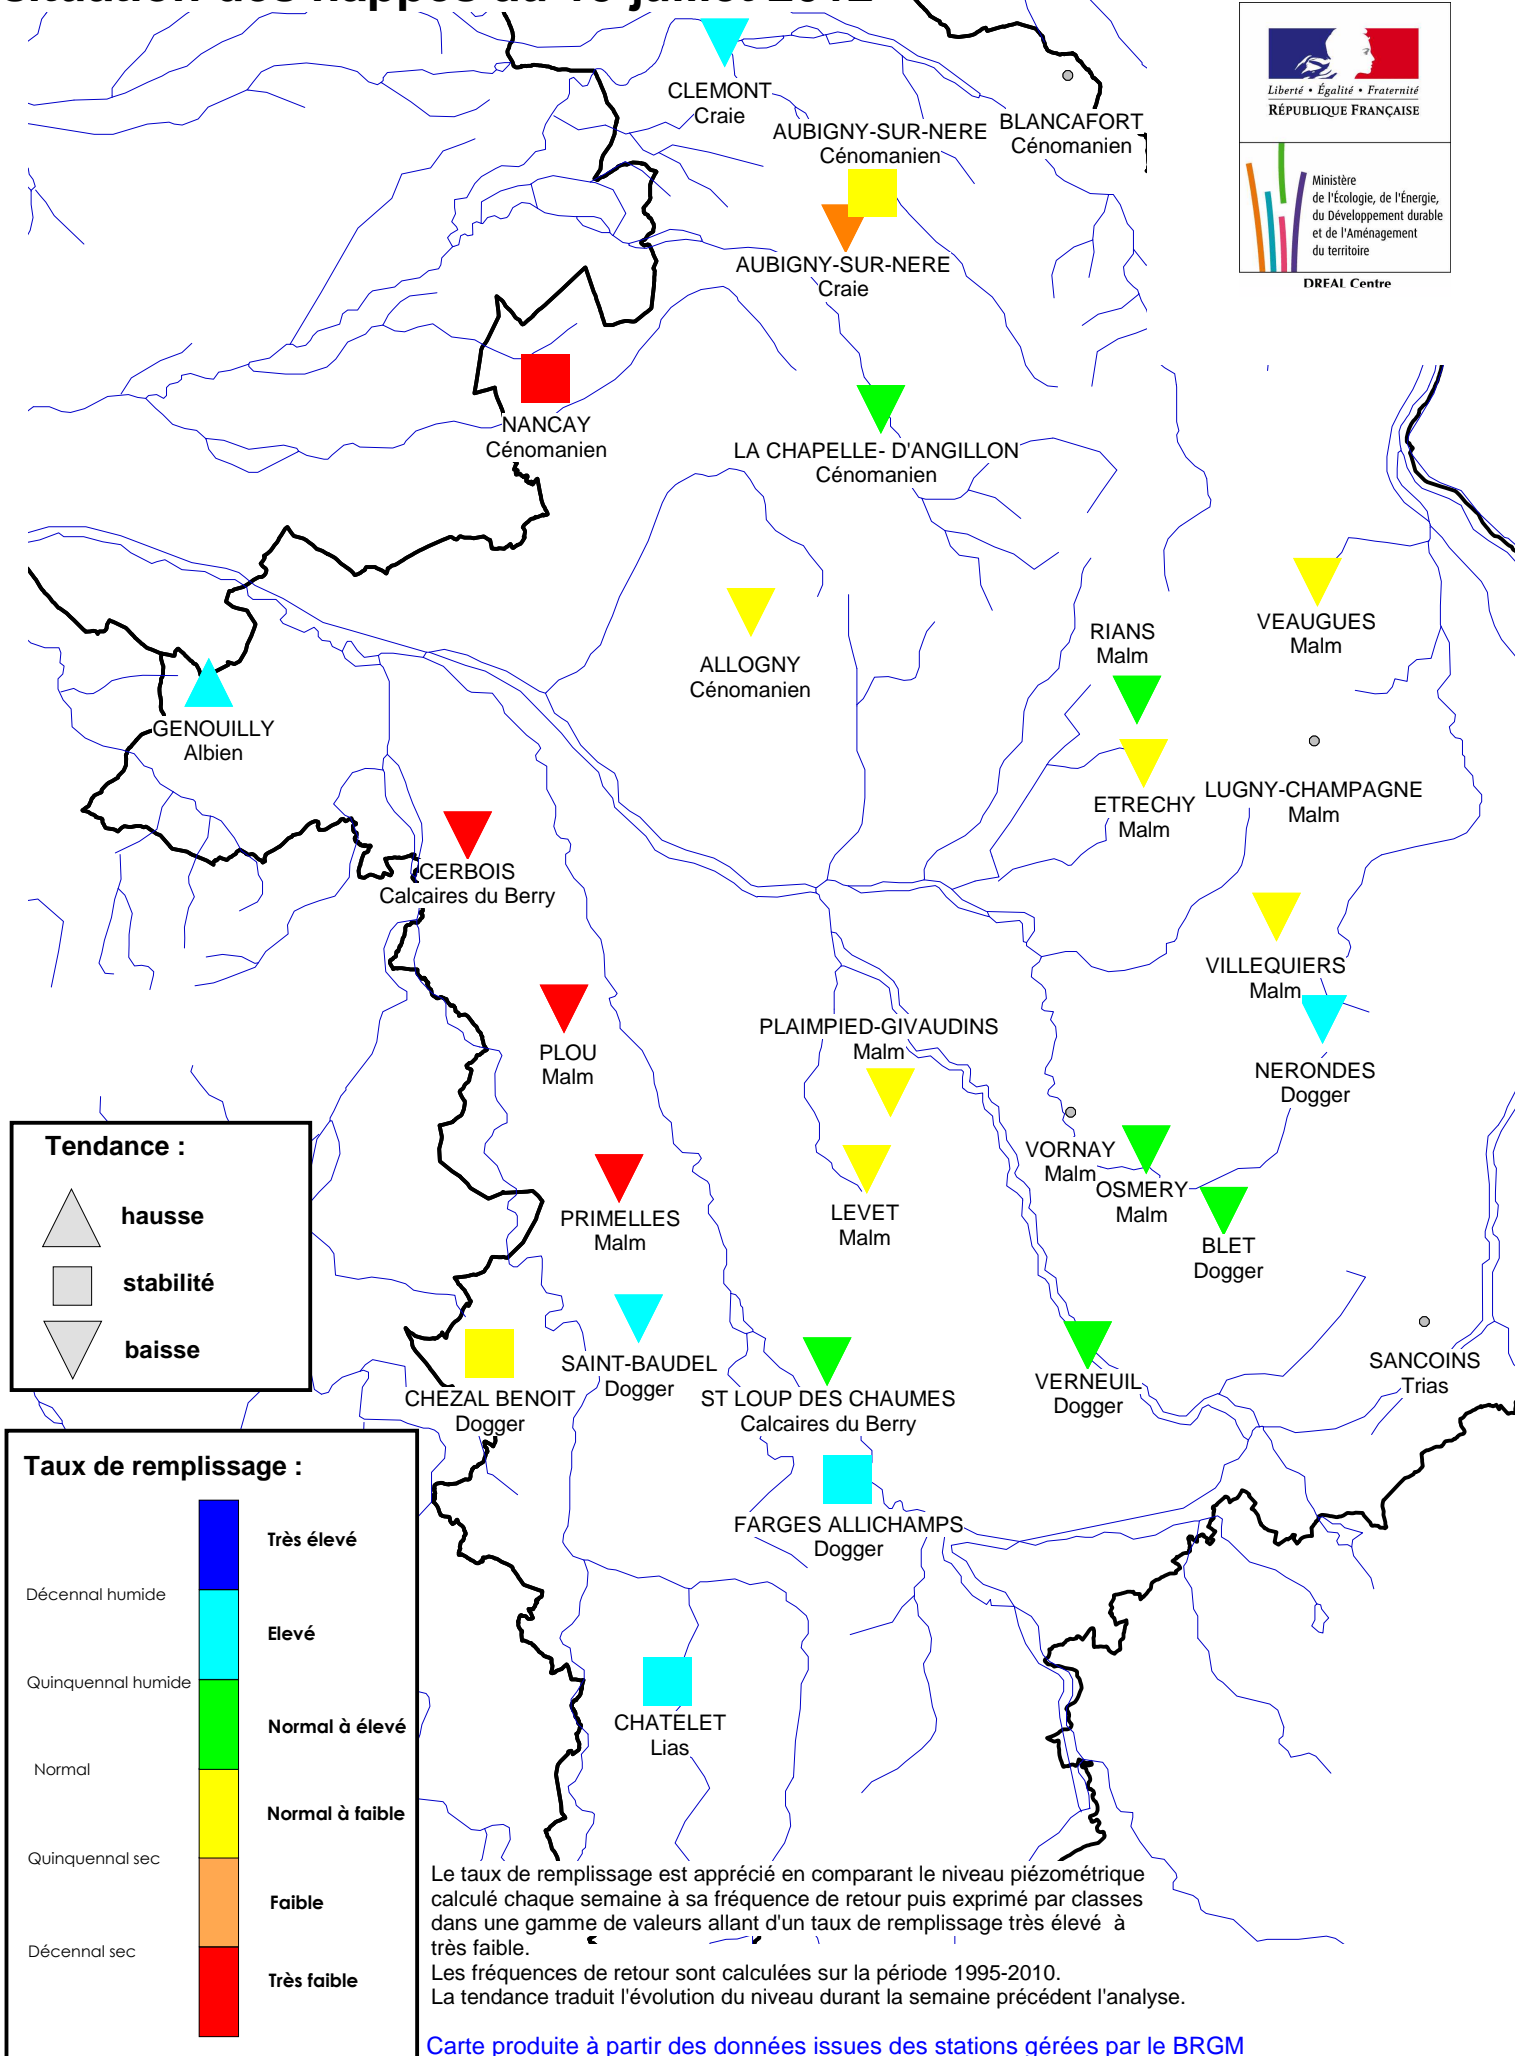 CLEMONT
Craie
AUBIGNY-SUR-NERE
Cénomanien
BLANCAFORT
Cénomanien
Liberté • Égalité • Fraternité
RÉPUBLIQUE FRANÇAISE
Ministère
de l'Écologie, de l'Énergie,
du Développement durable
et de l'Aménagement
du territoire
DREAL Centre
AUBIGNY-SUR-NERE
Craie
NANCAY
Cénomanien
LA CHAPELLE- D'ANGILLON
Cénomanien
VEAUGUES
Malm
RIANS
Malm
ALLOGNY
Cénomanien
GENOUILLY
Albien
ETRECHY
Malm
LUGNY-CHAMPAGNE
Malm
CERBOIS
Calcaires du Berry
VILLEQUIERS
Malm
PLAIMPIED-GIVAUDINS
Malm
PLOU
Malm
NERONDES
Dogger
VORNAY
Malm
OSMERY
Malm
PRIMELLES
Malm
LEVET
Malm
BLET
Dogger
Tendance :
hausse
stabilité
baisse
SAINT-BAUDEL
Dogger
CHEZAL BENOIT
Dogger
ST LOUP DES CHAUMES
Calcaires du Berry
VERNEUIL
Dogger
SANCOINS
Trias
FARGES ALLICHAMPS
Dogger
CHATELET
Lias
Taux de remplissage :
Très élevé
Décennal humide
Elevé
Quinquennal humide
Normal à élevé
Normal
Normal à faible
Quinquennal sec
Faible
Décennal sec
Très faible
Le taux de remplissage est apprécié en comparant le niveau piézométrique
calculé chaque semaine à sa fréquence de retour puis exprimé par classes
dans une gamme de valeurs allant d'un taux de remplissage très élevé à
très faible.
Les fréquences de retour sont calculées sur la période 1995-2010.
La tendance traduit l'évolution du niveau durant la semaine précédent l'analyse.
Carte produite à partir des données issues des stations gérées par le BRGM